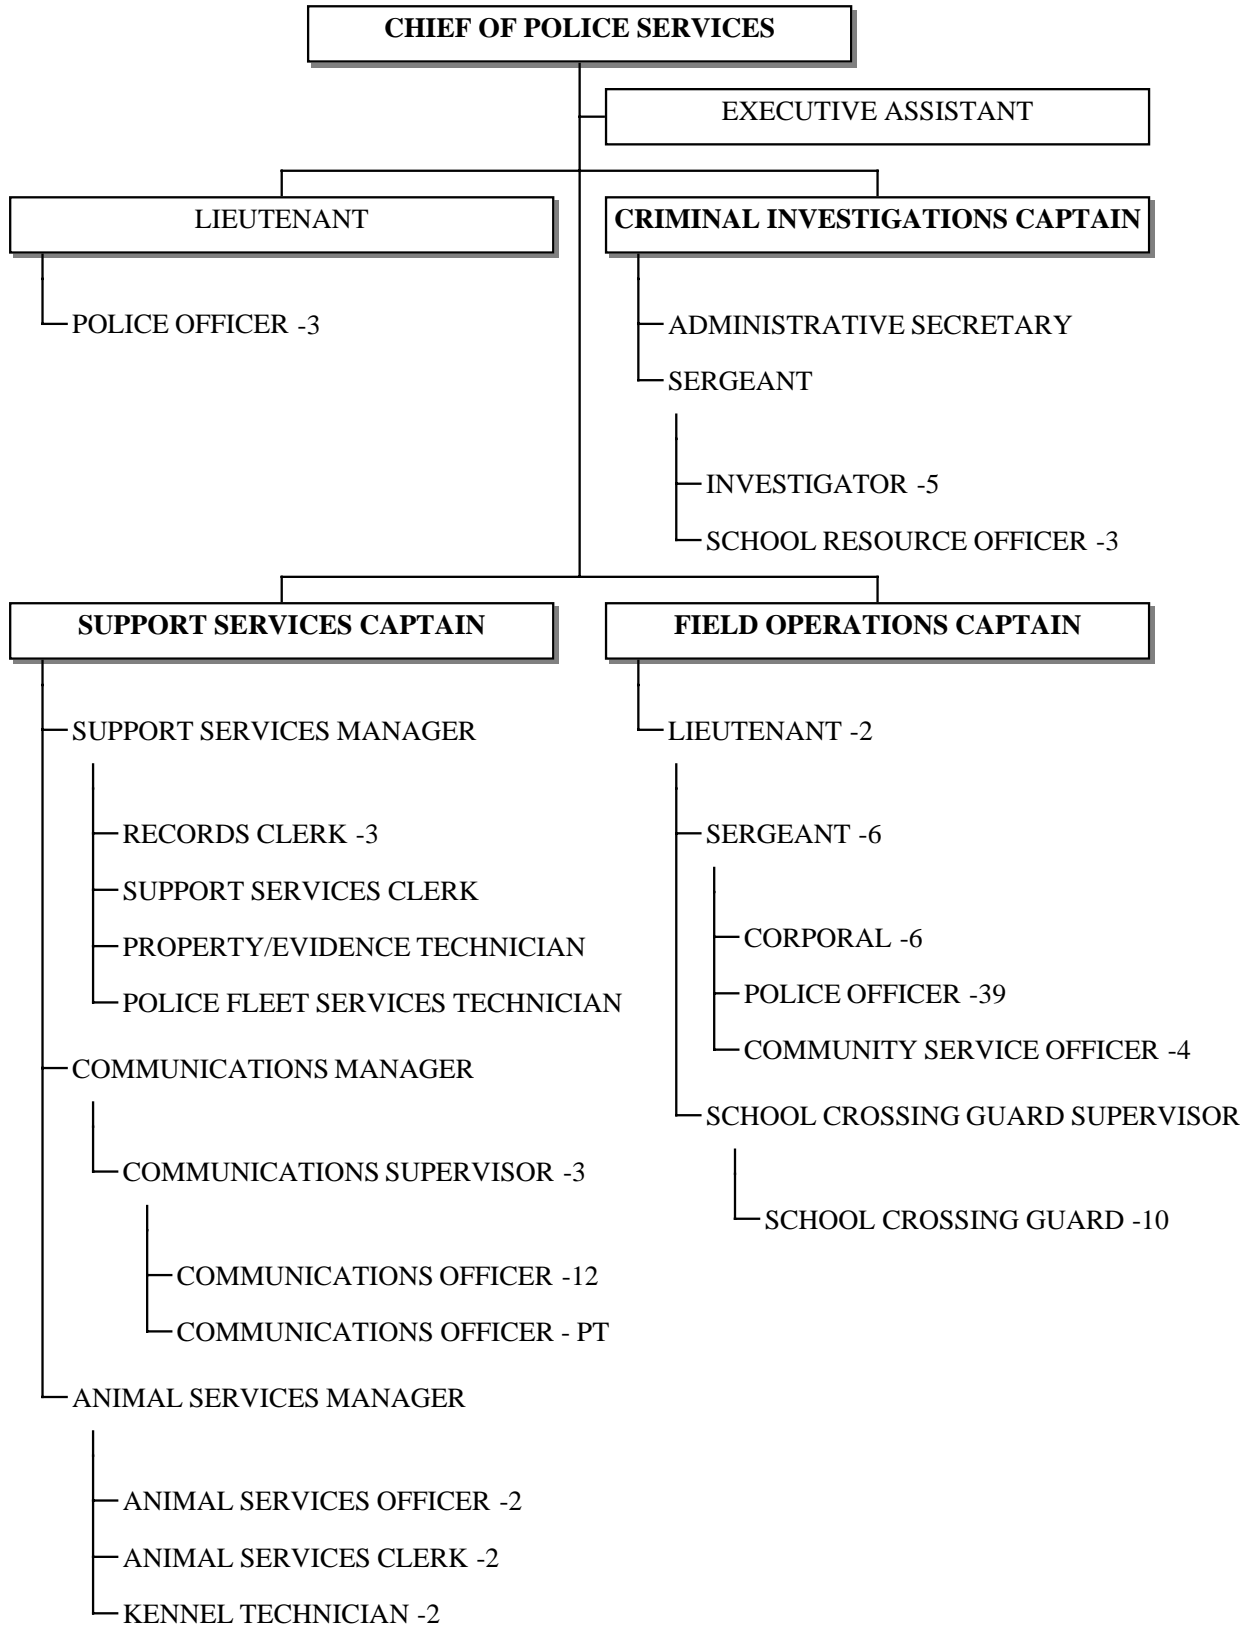 CHIEF OF POLICE SERVICES
EXECUTIVE ASSISTANT
LIEUTENANT
POLICE OFFICER -3
CRIMINAL INVESTIGATIONS CAPTAIN
ADMINISTRATIVE SECRETARY
SERGEANT
INVESTIGATOR -5
SCHOOL RESOURCE OFFICER -3
SUPPORT SERVICES CAPTAIN
SUPPORT SERVICES MANAGER
RECORDS CLERK -3
SUPPORT SERVICES CLERK
PROPERTY/EVIDENCE TECHNICIAN
POLICE FLEET SERVICES TECHNICIAN
COMMUNICATIONS MANAGER
COMMUNICATIONS SUPERVISOR -3
COMMUNICATIONS OFFICER -12
COMMUNICATIONS OFFICER - PT
ANIMAL SERVICES MANAGER
ANIMAL SERVICES OFFICER -2
ANIMAL SERVICES CLERK -2
KENNEL TECHNICIAN -2
FIELD OPERATIONS CAPTAIN
LIEUTENANT -2
SERGEANT -6
CORPORAL -6
POLICE OFFICER -39
COMMUNITY SERVICE OFFICER -4
SCHOOL CROSSING GUARD SUPERVISOR
SCHOOL CROSSING GUARD -10